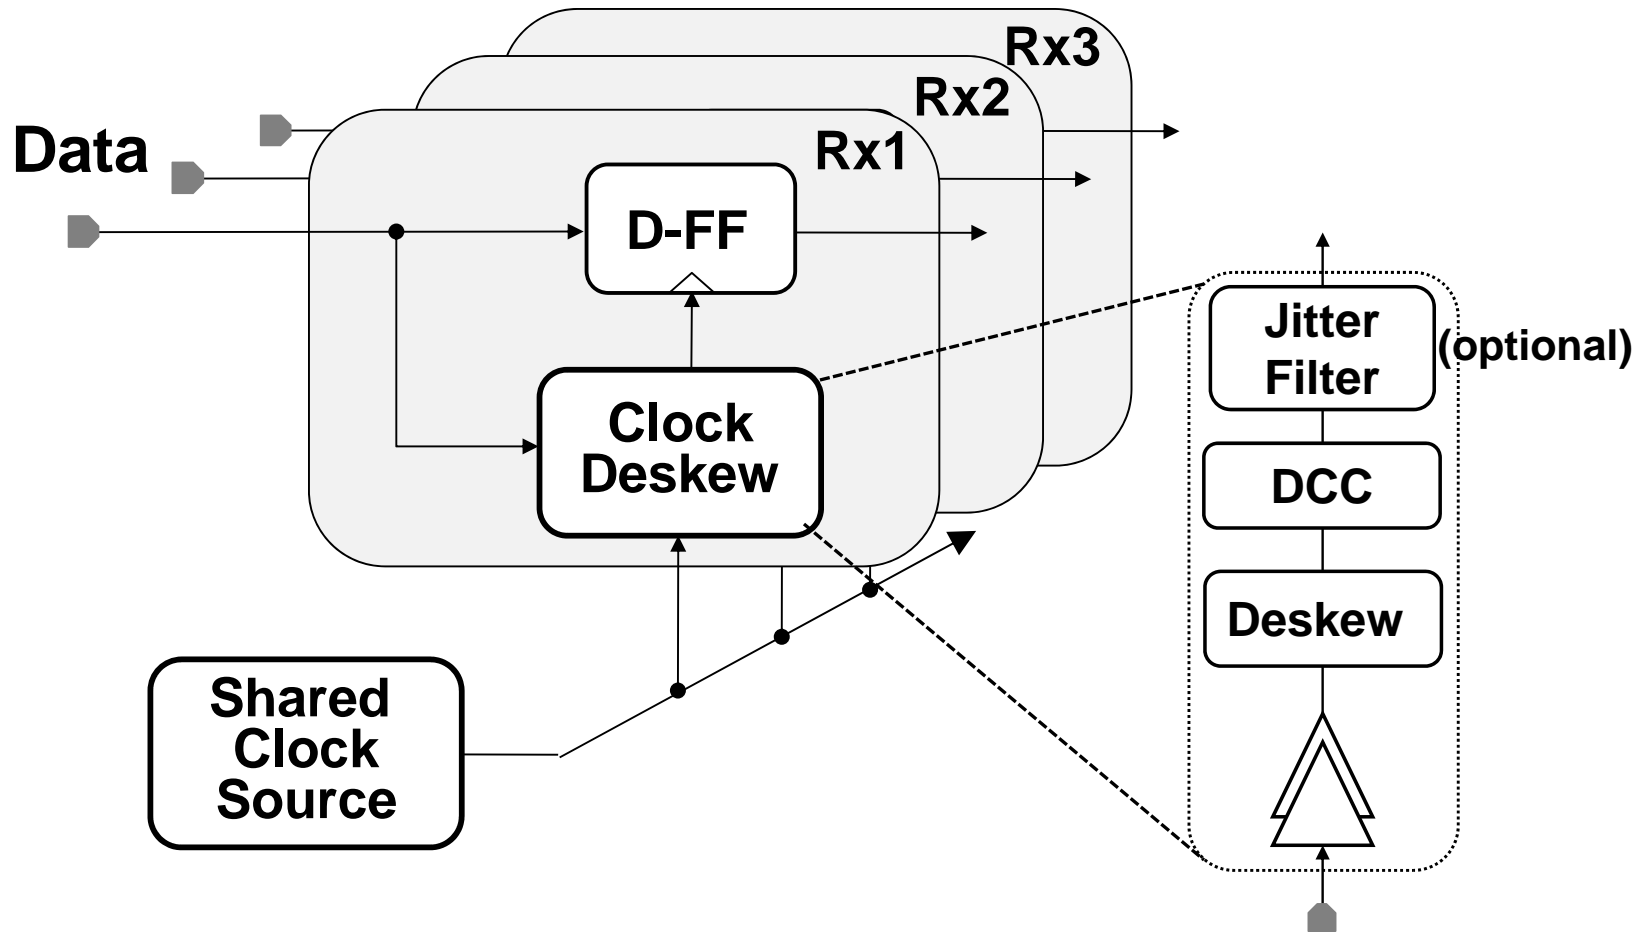 Rx3
Rx2
Rx1
Data
D-FF
Clock
Deskew
Shared
Clock
Source
Jitter
Filter
(optional)
DCC
Deskew